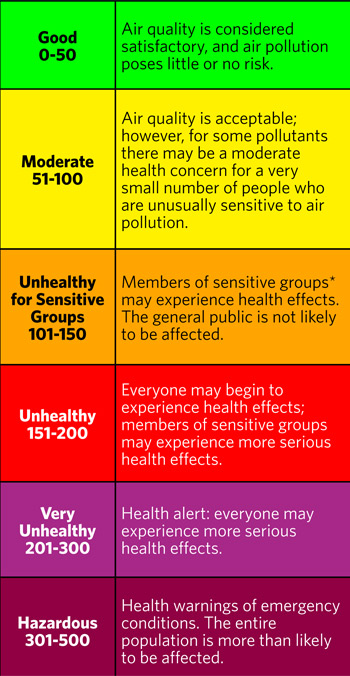 Good
0-50
Air quality is considered
satisfactory, and air pollution
poses little or no risk.
Moderate
51-100
Air quality is acceptable;
however, for some pollutants
there may be a moderate
health concern for a very
small number of people who
are unusually sensitive to air
pollution.
Unhealthy
for Sensitive
Groups
101-150
Members of sensitive groups*
may experience health effects.
The general public is not likely
to be affected.
Unhealthy
151-200
Everyone may begin to
experience health effects;
members of sensitive groups
may experience more serious
health effects.
Very
Unhealthy
201-300
Health alert: everyone may
experience more serious
health effects.
Hazardous
301-500
Health warnings of emergency
conditions. The entire
population is more than likely
to be affected.